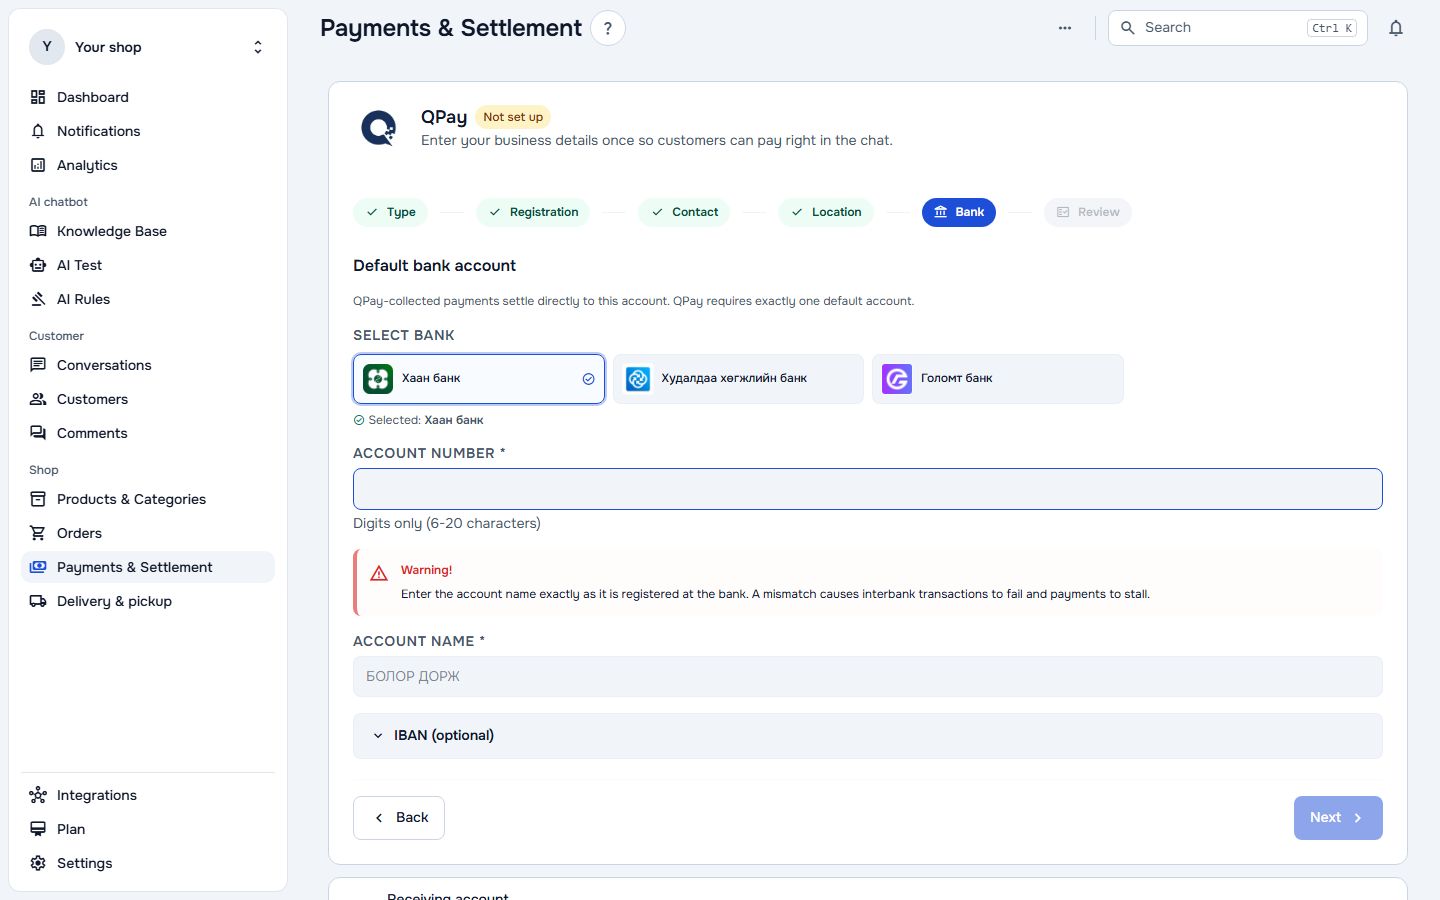 Y
Your shop
Dashboard
Notifications
Analytics
AI chatbot
Knowledge Base
AI Test
AI Rules
Customer
Conversations
Customers
Comments
Shop
Products & Categories
Orders
Payments & Settlement
Delivery & pickup
Integrations
Plan
Settings
Payments & Settlement ?
Search Ctrl K
QPay Not set up
Enter your business details once so customers can pay right in the chat.
Type Registration Contact Location Bank Review
Default bank account
QPay-collected payments settle directly to this account. QPay requires exactly one default account.
SELECT BANK
Хаан банк Худалдаа хөгжлийн банк Голомт банк
Selected: Хаан банк
ACCOUNT NUMBER *
Digits only (6-20 characters)
Warning!
Enter the account name exactly as it is registered at the bank. A mismatch causes interbank transactions to fail and payments to stall.
ACCOUNT NAME *
БОЛОР ДОРЖ
IBAN (optional)
Back Next
Receiving account